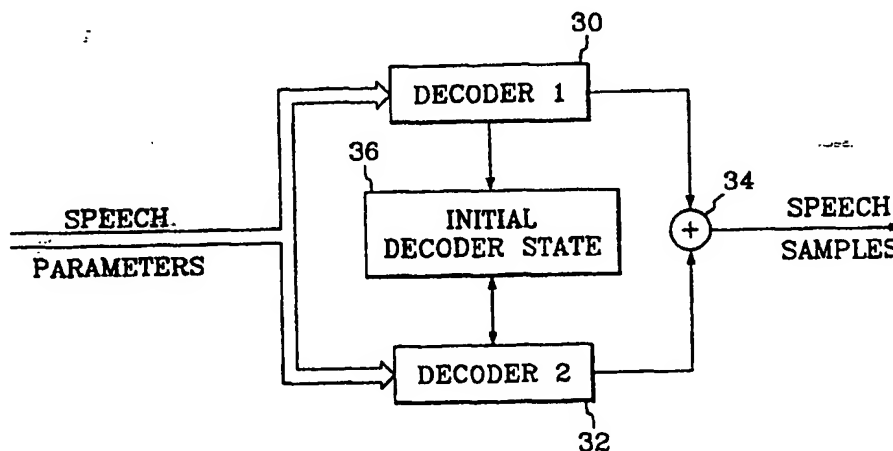 30
DECODER 1
36
INITIAL
DECODER STATE
34
SPEECH
PARAMETERS
+
SPEECH
SAMPLES
DECODER 2
32